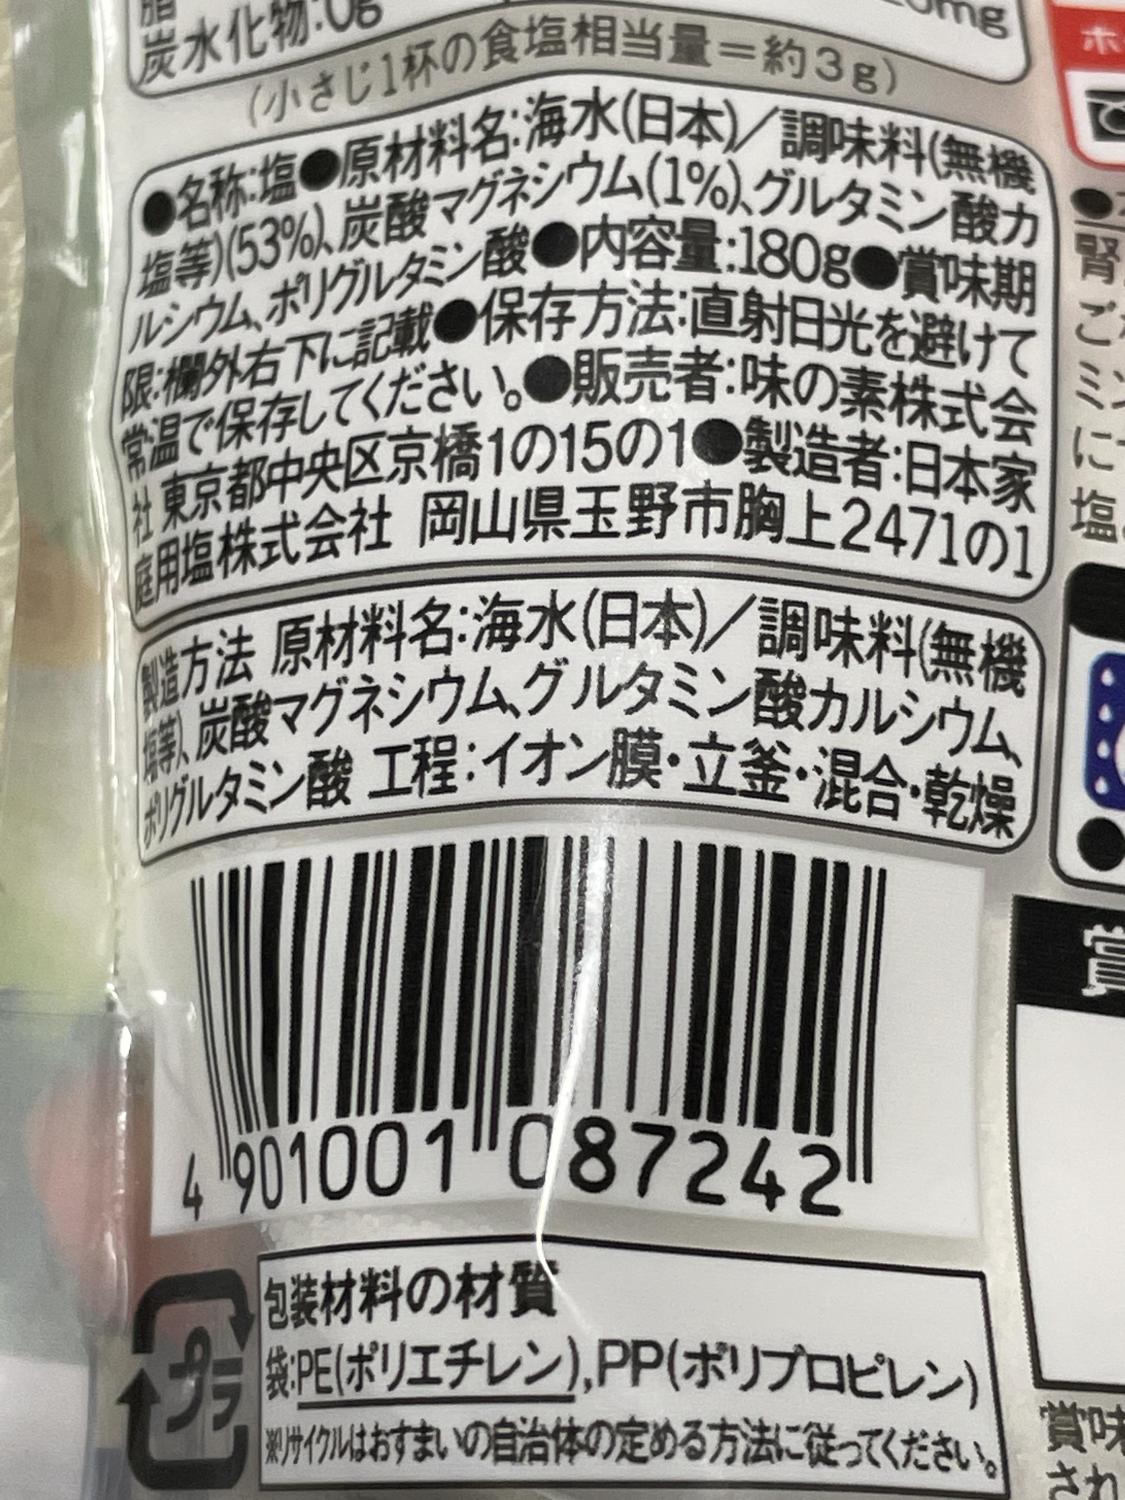 炭水化物:0g
(小さじ1杯の食塩相当量=約3g)
●名称:塩●原材料名:海水(日本)/調味料(無機
塩等)(53%)、炭酸マグネシウム(1%)、グルタミン酸カ
ルシウム、ポリグルタミン酸●内容量:180g●賞味期
限:欄外右下に記載●保存方法:直射日光を避けて
常温で保存してください。●販売者:味の素株式会
社 東京都中央区京橋1の15の1●製造者:日本家
庭用塩株式会社 岡山県玉野市胸上2471の1
製造方法 原材料名:海水(日本)/調味料(無機
塩等)、炭酸マグネシウム、グルタミン酸カルシウム、
ポリグルタミン酸 工程:イオン膜・立釜・混合・乾燥
4 901001 087242
プラ
包装材料の材質
袋:PE(ポリエチレン),PP(ポリプロピレン)
※リサイクルはおすまいの自治体の定める方法に従ってください。
腎
ミン
に
塩
賞
賞味
され